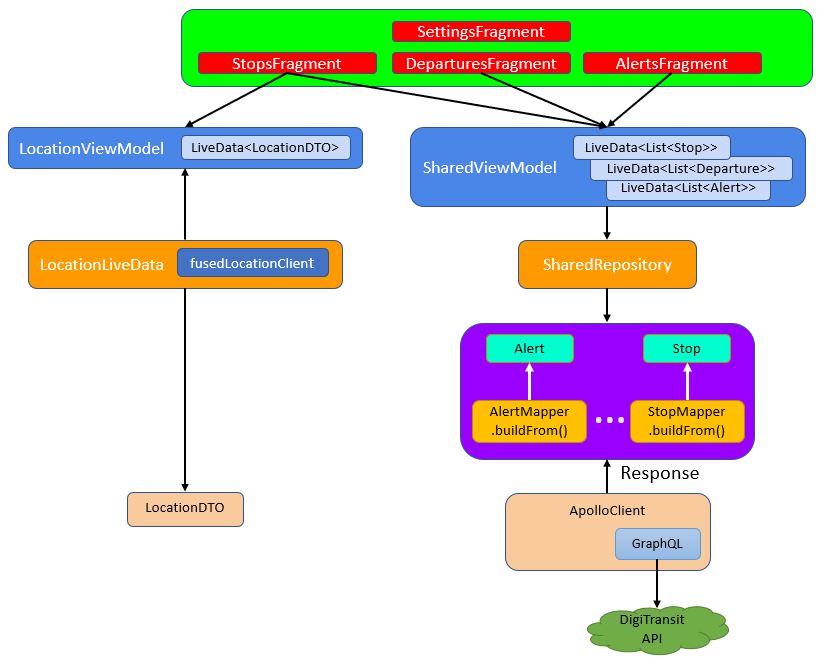 SettingsFragment
StopsFragment
DeparturesFragment
AlertsFragment
LocationViewModel
LiveData<LocationDTO>
SharedViewModel
LiveData<List<Stop>>
LiveData<List<Departure>>
LiveData<List<Alert>>
LocationLiveData
fusedLocationClient
SharedRepository
Alert
Stop
AlertMapper
.buildFrom()
...
StopMapper
.buildFrom()
Response
LocationDTO
ApolloClient
GraphQL
DigiTransit
API